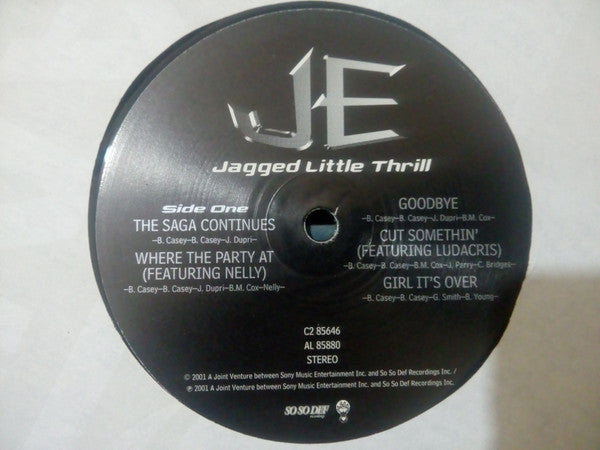 JE
Jagged Little Thrill
Side One
THE SAGA CONTINUES
–B. Casey–B. Casey–J. Dupri–
WHERE THE PARTY AT
(FEATURING NELLY)
–B. Casey–B. Casey–J. Dupri–B.M. Cox–Nelly–
GOODBYE
–B. Casey–B. Casey–J. Dupri–B.M. Cox–
CUT SOMETHIN'
(FEATURING LUDACRIS)
–B. Casey–B. Casey–B.M. Cox–J. Perry–C. Bridges–
GIRL IT'S OVER
–B. Casey–B. Casey–G. Smith–B. Young–
C2 85646
AL 85880
STEREO
© 2001 A Joint Venture between Sony Music Entertainment Inc. and So So Def Recordings Inc. /
℗ 2001 A Joint Venture between Sony Music Entertainment Inc. and So So Def Recordings Inc.
SO SO DEF